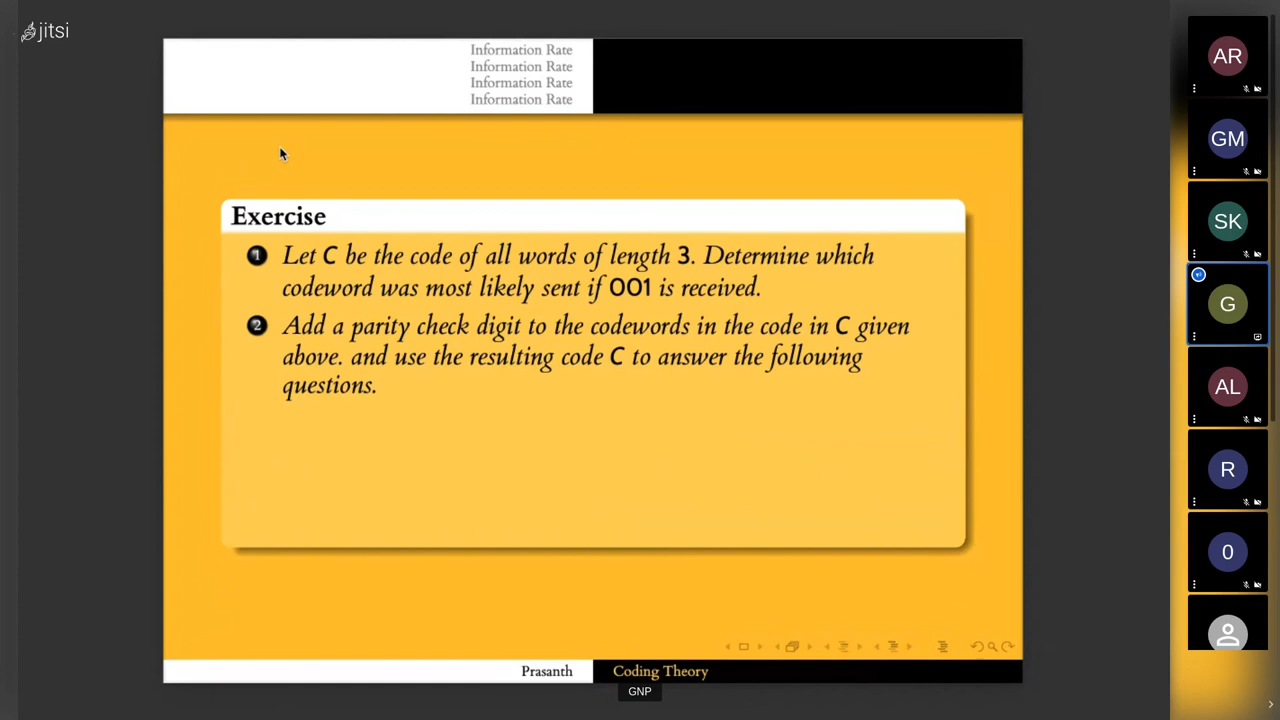 jitsi
Information Rate
Information Rate
Information Rate
Information Rate
Exercise
1 Let C be the code of all words of length 3. Determine which
codeword was most likely sent if 001 is received.
2 Add a parity check digit to the codewords in the code in C given
above. and use the resulting code C to answer the following
questions.
Prasanth
Coding Theory
GNP
AR
GM
SK
G
AL
R
0